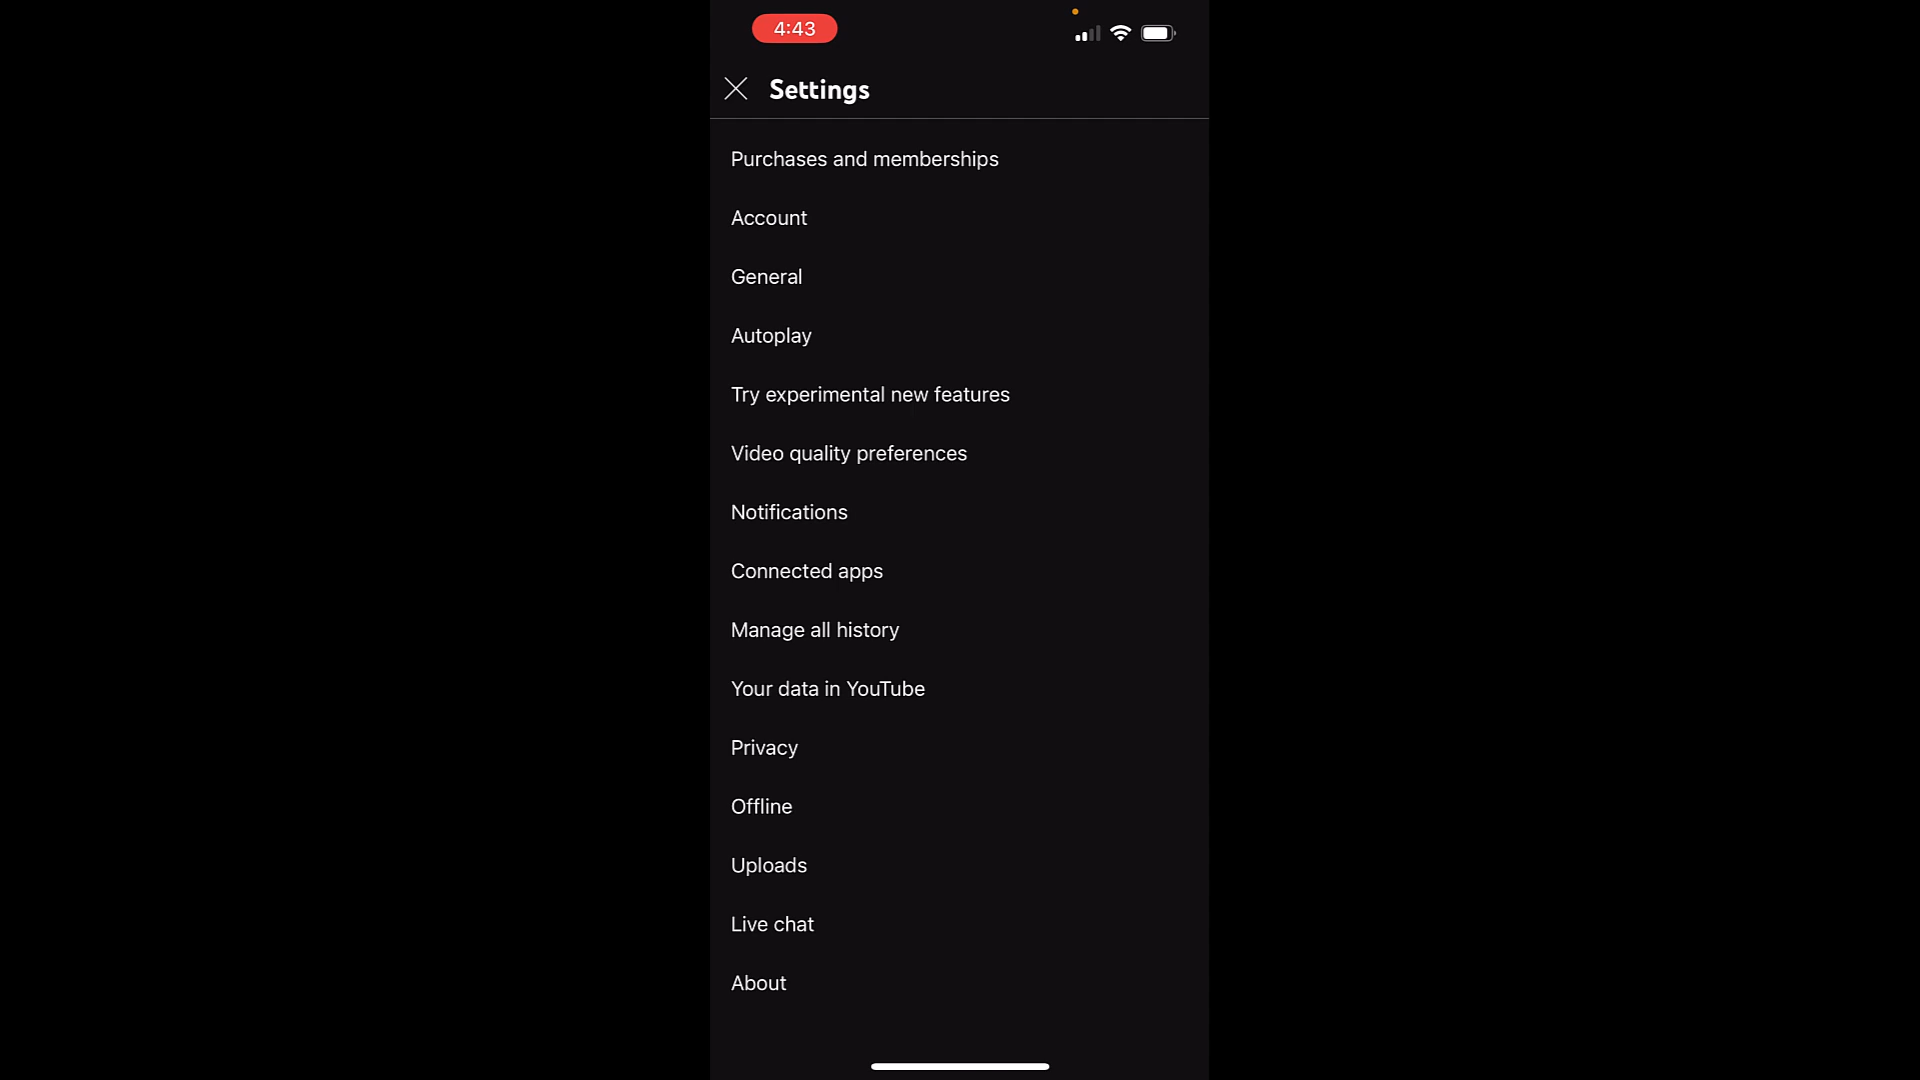 4:43
Settings
Purchases and memberships
Account
General
Autoplay
Try experimental new features
Video quality preferences
Notifications
Connected apps
Manage all history
Your data in YouTube
Privacy
Offline
Uploads
Live chat
About